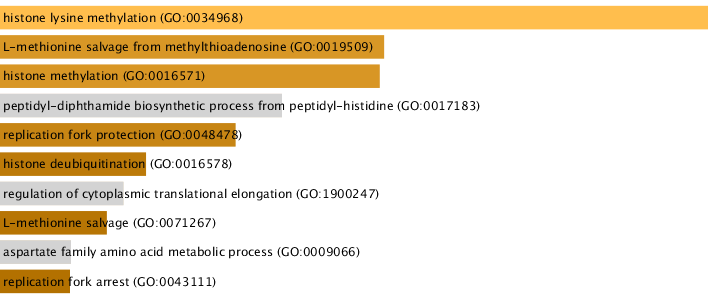 histone lysine methylation (GO:0034968)
L-methionine salvage from methylthioadenosine (GO:0019509)
histone methylation (GO:0016571)
peptidyl-diphthamide biosynthetic process from peptidyl-histidine (GO:0017183)
replication fork protection (GO:0048478)
histone deubiquitination (GO:0016578)
regulation of cytoplasmic translational elongation (GO:1900247)
L-methionine salvage (GO:0071267)
aspartate family amino acid metabolic process (GO:0009066)
replication fork arrest (GO:0043111)